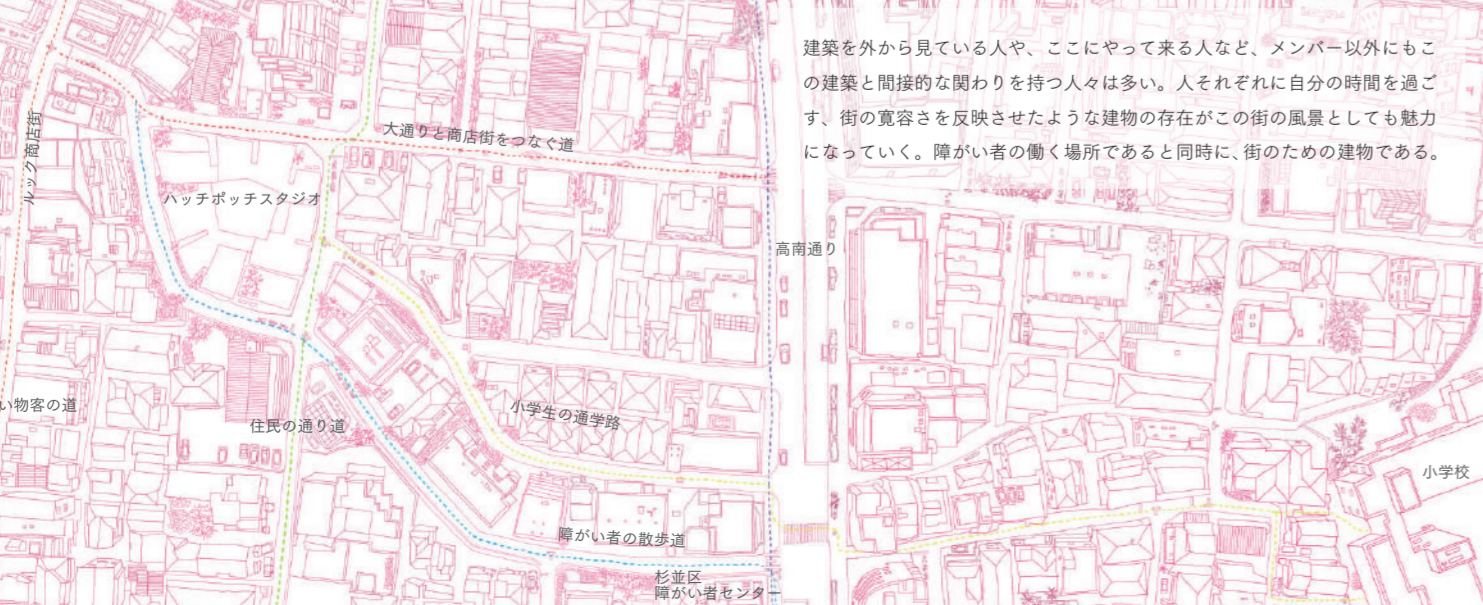 建築を外から見ている人や、ここにやって来る人など、メンバー以外にもこ
の建築と間接的な関わりを持つ人々は多い。人それぞれに自分の時間を過ご
す、街の寛容さを反映させたような建物の存在がこの街の風景としても魅力
になっていく。障がい者の働く場所であると同時に、街のための建物である。
ルック商店街
大通りと商店街をつなぐ道
ハッチポッチスタジオ
高南通り
い物客の道
住民の通り道
小学生の通学路
小学校
障がい者の散歩道
杉並区
障がい者センター